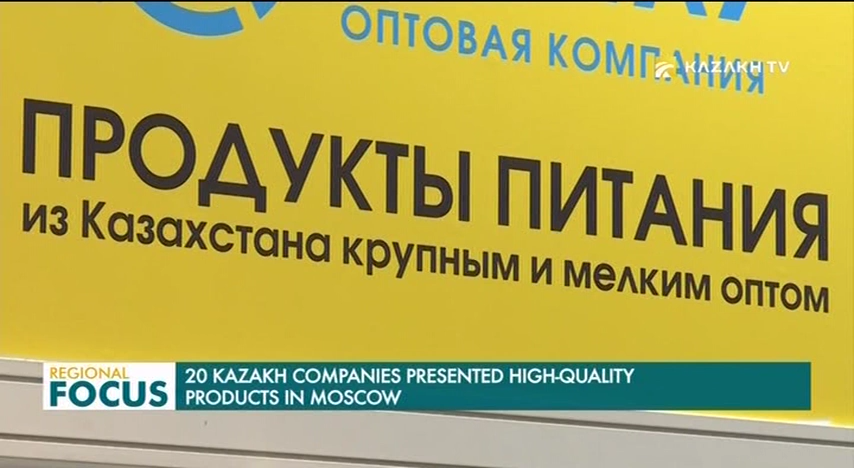 ОПТОВАЯ КОМПАНИЯ
KAZAKH TV
ПРОДУКТЫ ПИТАНИЯ
из Казахстана крупным и мелким оптом
REGIONAL
FOCUS
20 KAZAKH COMPANIES PRESENTED HIGH-QUALITY
PRODUCTS IN MOSCOW